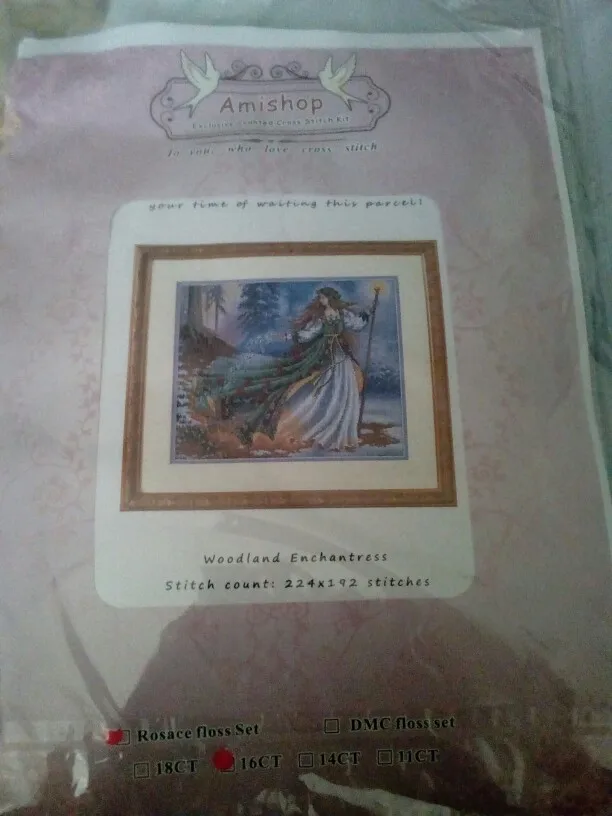 Amishop
Exclusive Counted Cross Stitch Kit
To you, who love cross stitch
your time of waiting this parcel!
Woodland Enchantress
Stitch count: 224x192 stitches
Rosace floss Set DMC floss set
18CT 16CT 14CT 11CT